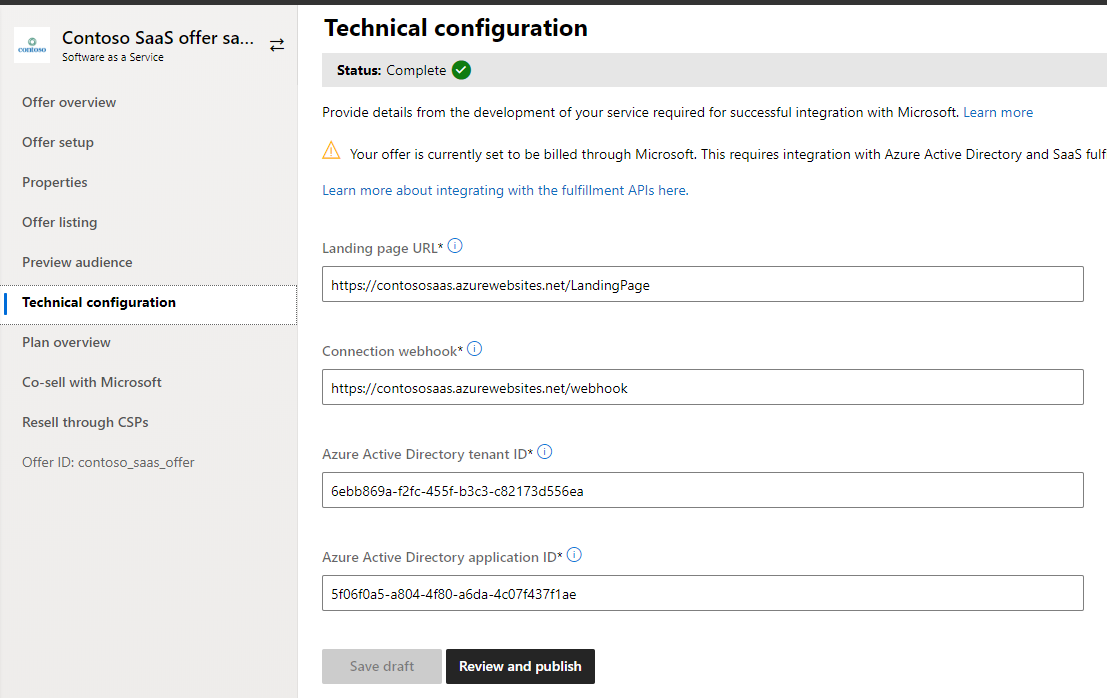 contoso
Contoso SaaS offer sa...
Software as a Service
Offer overview
Offer setup
Properties
Offer listing
Preview audience
Technical configuration
Plan overview
Co-sell with Microsoft
Resell through CSPs
Offer ID: contoso_saas_offer
Technical configuration
Status: Complete
Provide details from the development of your service required for successful integration with Microsoft. Learn more
Your offer is currently set to be billed through Microsoft. This requires integration with Azure Active Directory and SaaS fulf
Learn more about integrating with the fulfillment APIs here.
Landing page URL*
https://contososaas.azurewebsites.net/LandingPage
Connection webhook*
https://contososaas.azurewebsites.net/webhook
Azure Active Directory tenant ID*
6ebb869a-f2fc-455f-b3c3-c82173d556ea
Azure Active Directory application ID*
5f06f0a5-a804-4f80-a6da-4c07f437f1ae
Save draft
Review and publish